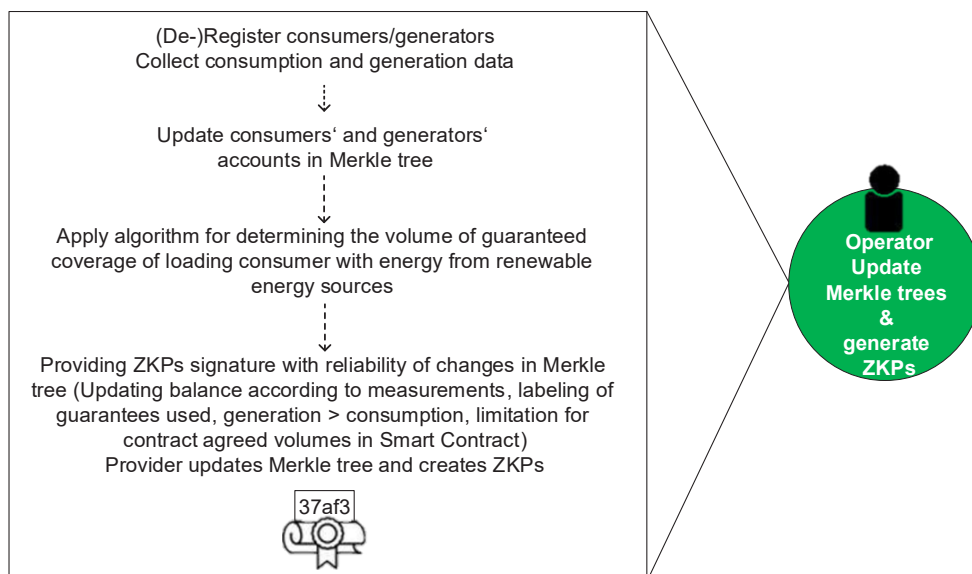 (De-)Register consumers/generators
Collect consumption and generation data
Update consumers‘ and generators‘
accounts in Merkle tree
Apply algorithm for determining the volume of guaranteed
coverage of loading consumer with energy from renewable
energy sources
Providing ZKPs signature with reliability of changes in Merkle
tree (Updating balance according to measurements, labeling of
guarantees used, generation > consumption, limitation for
contract agreed volumes in Smart Contract)
Provider updates Merkle tree and creates ZKPs
37af3
Operator
Update
Merkle trees
&
generate
ZKPs